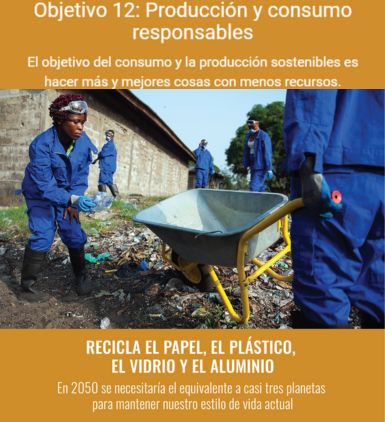 Objetivo 12: Producción y consumo
responsables
El objetivo del consumo y la producción sostenibles es
hacer más y mejores cosas con menos recursos.
RECICLA EL PAPEL, EL PLÁSTICO,
EL VIDRIO Y EL ALUMINIO
En 2050 se necesitaría el equivalente a casi tres planetas
para mantener nuestro estilo de vida actual